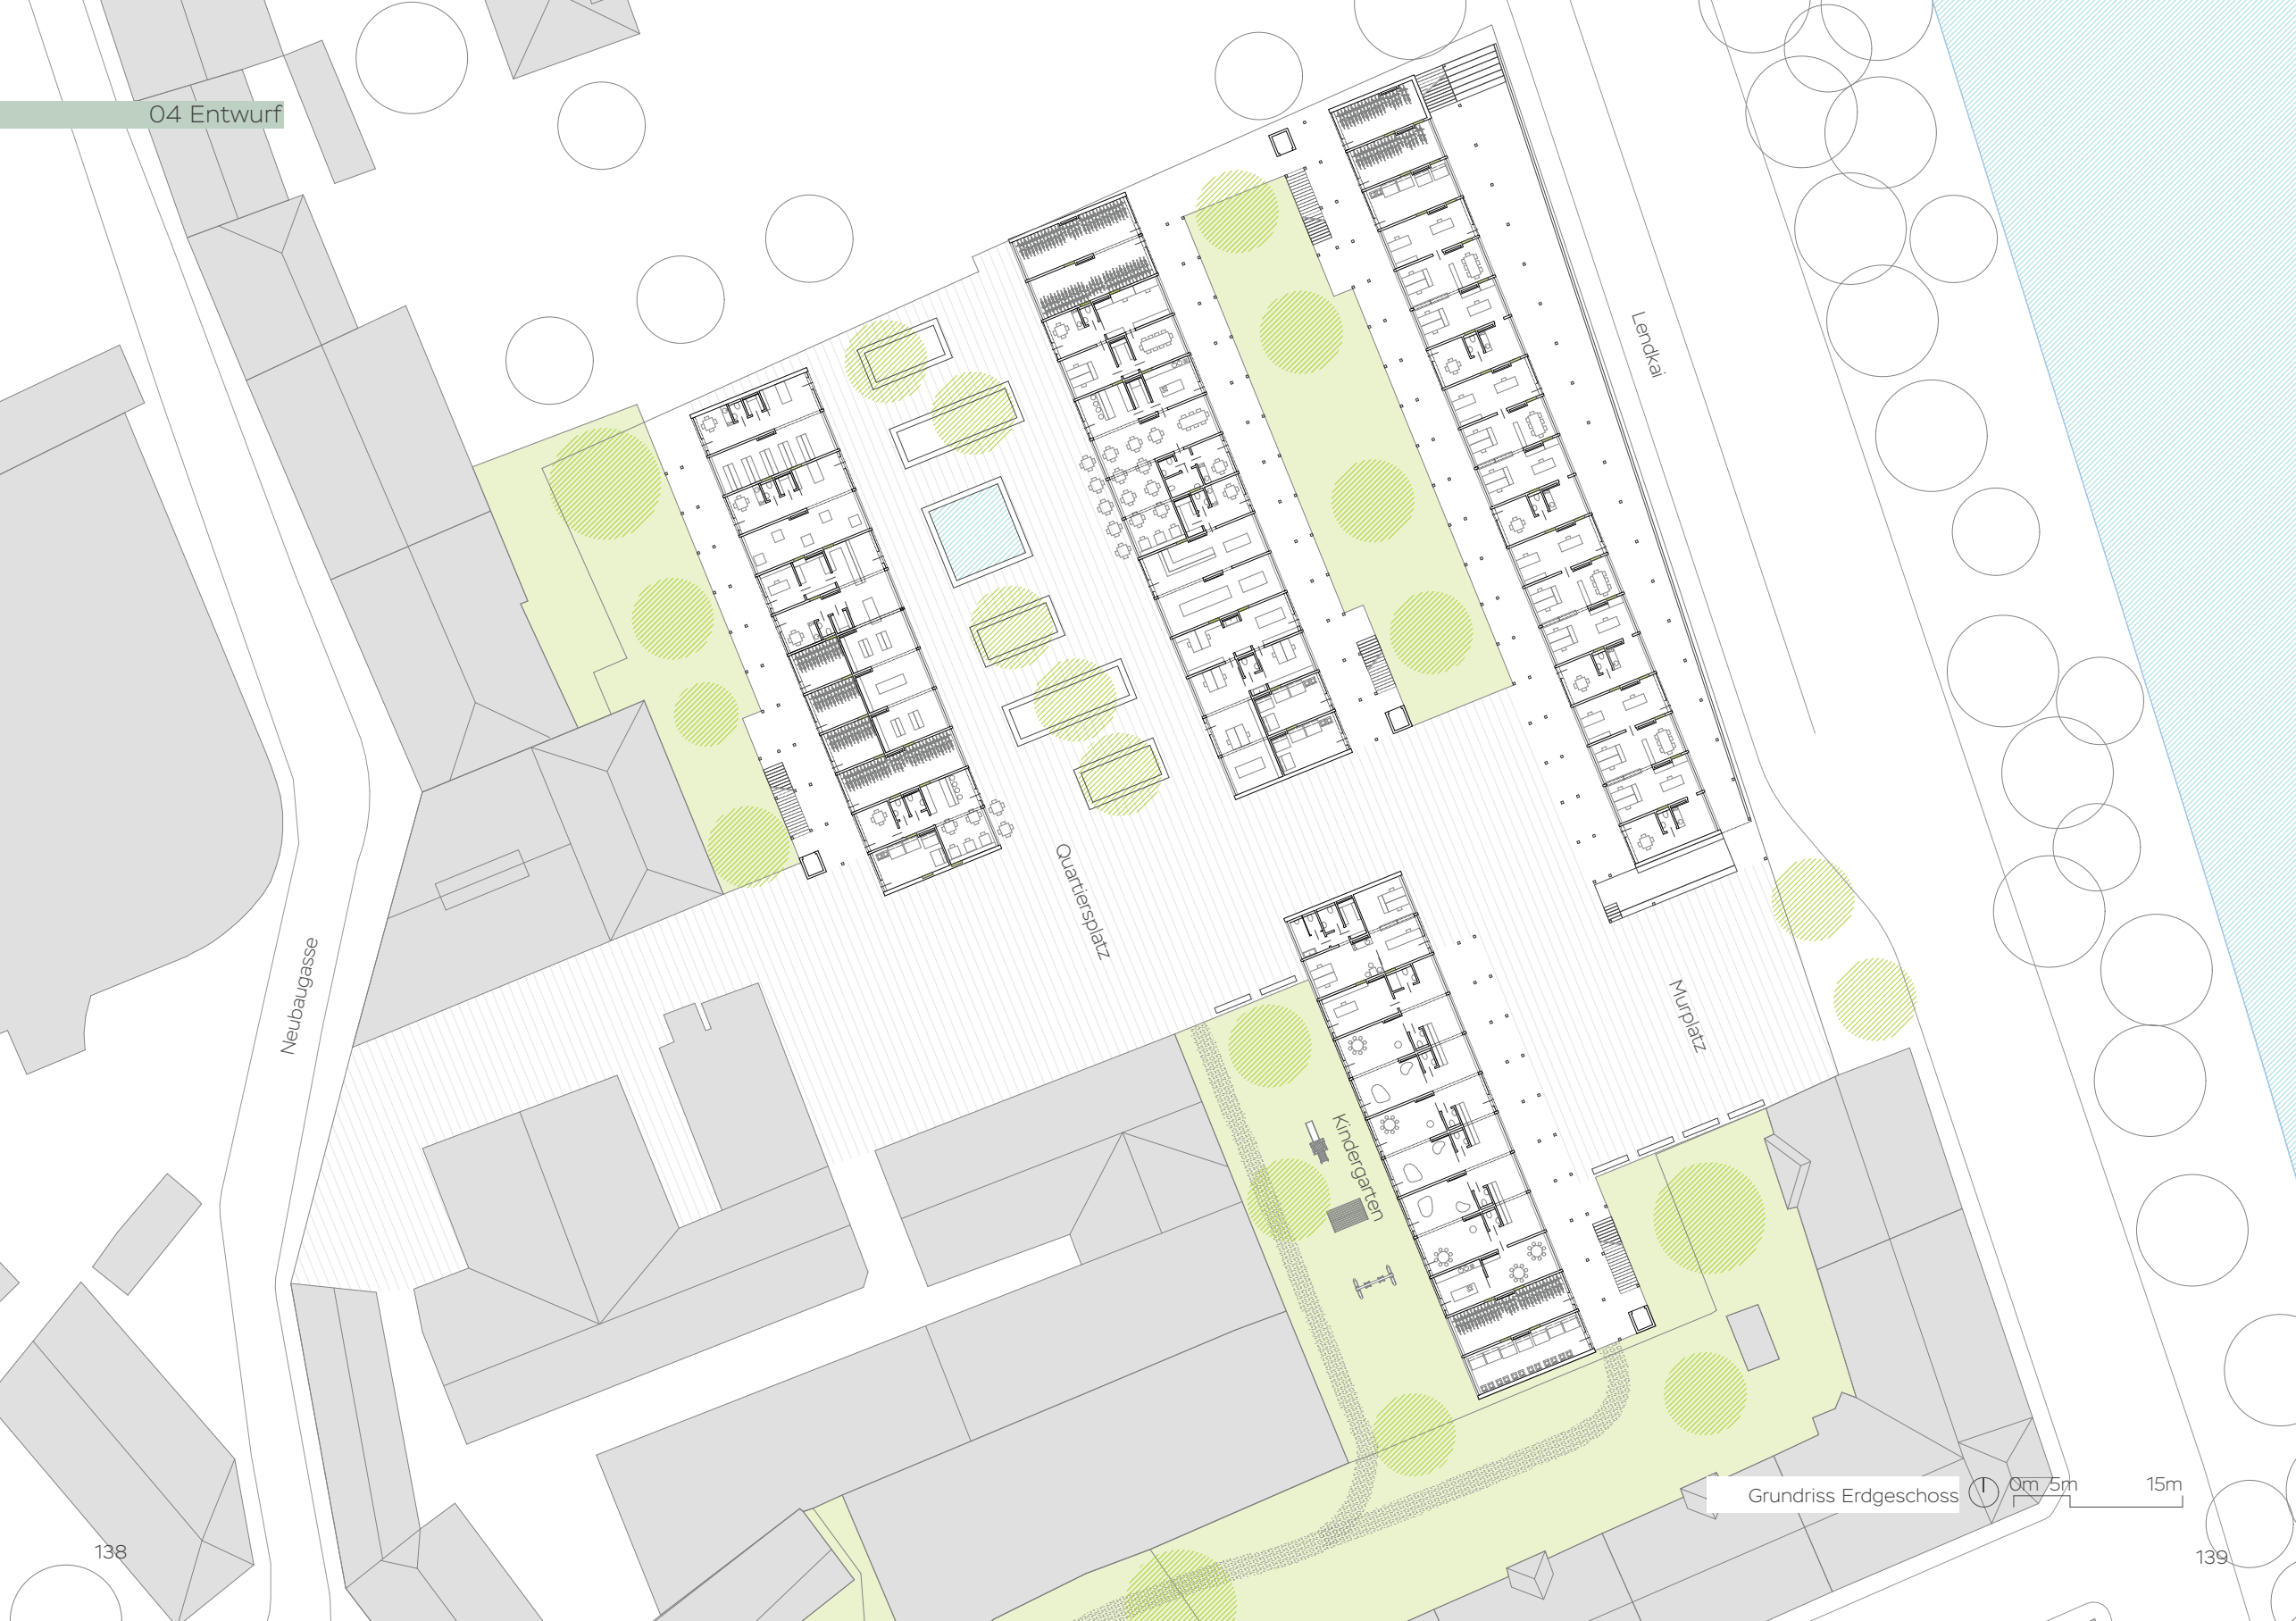 04 Entwurf
Lendkai
Quartiersplatz
Neubaugasse
Murplatz
Kindergarten
Grundriss Erdgeschoss
0m 5m 15m
138
139